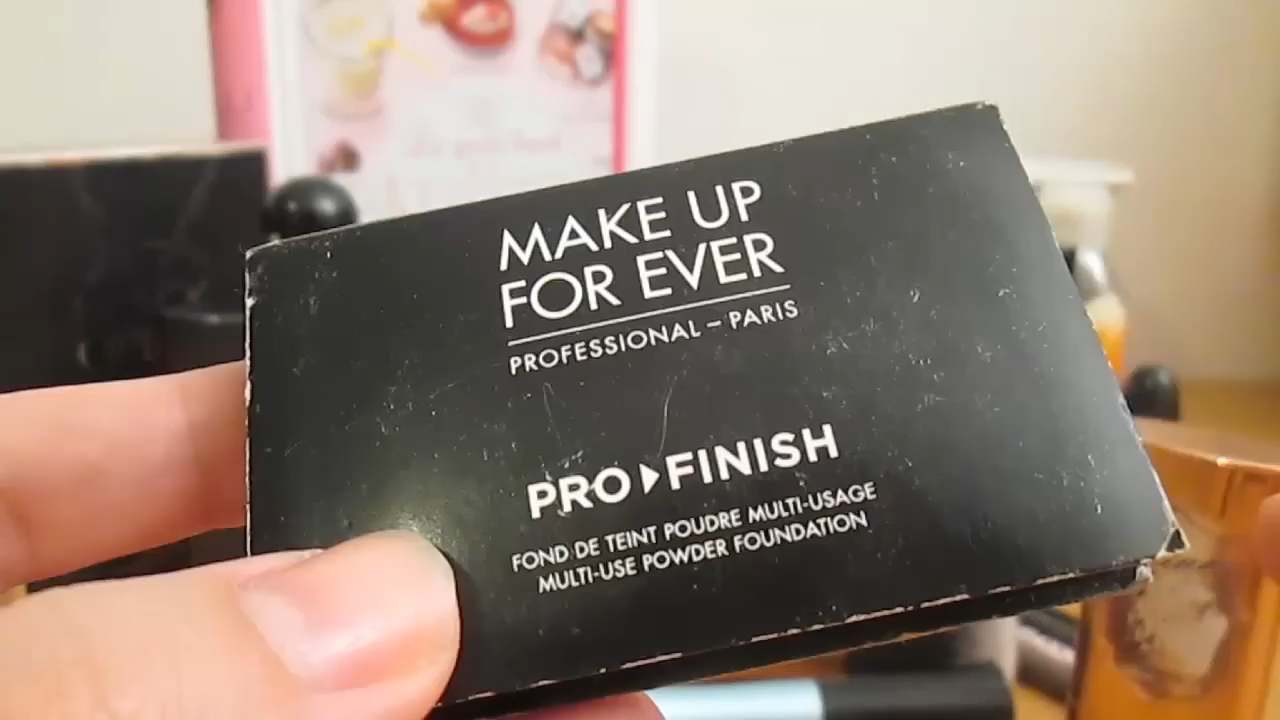 MAKE UP
FOR EVER
PROFESSIONAL – PARIS
PRO▸FINISH
FOND DE TEINT POUDRE MULTI-USAGE
MULTI-USE POWDER FOUNDATION